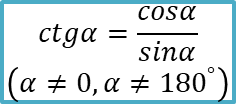 ctgα = cosα / sinα
(α ≠ 0, α ≠ 180°)